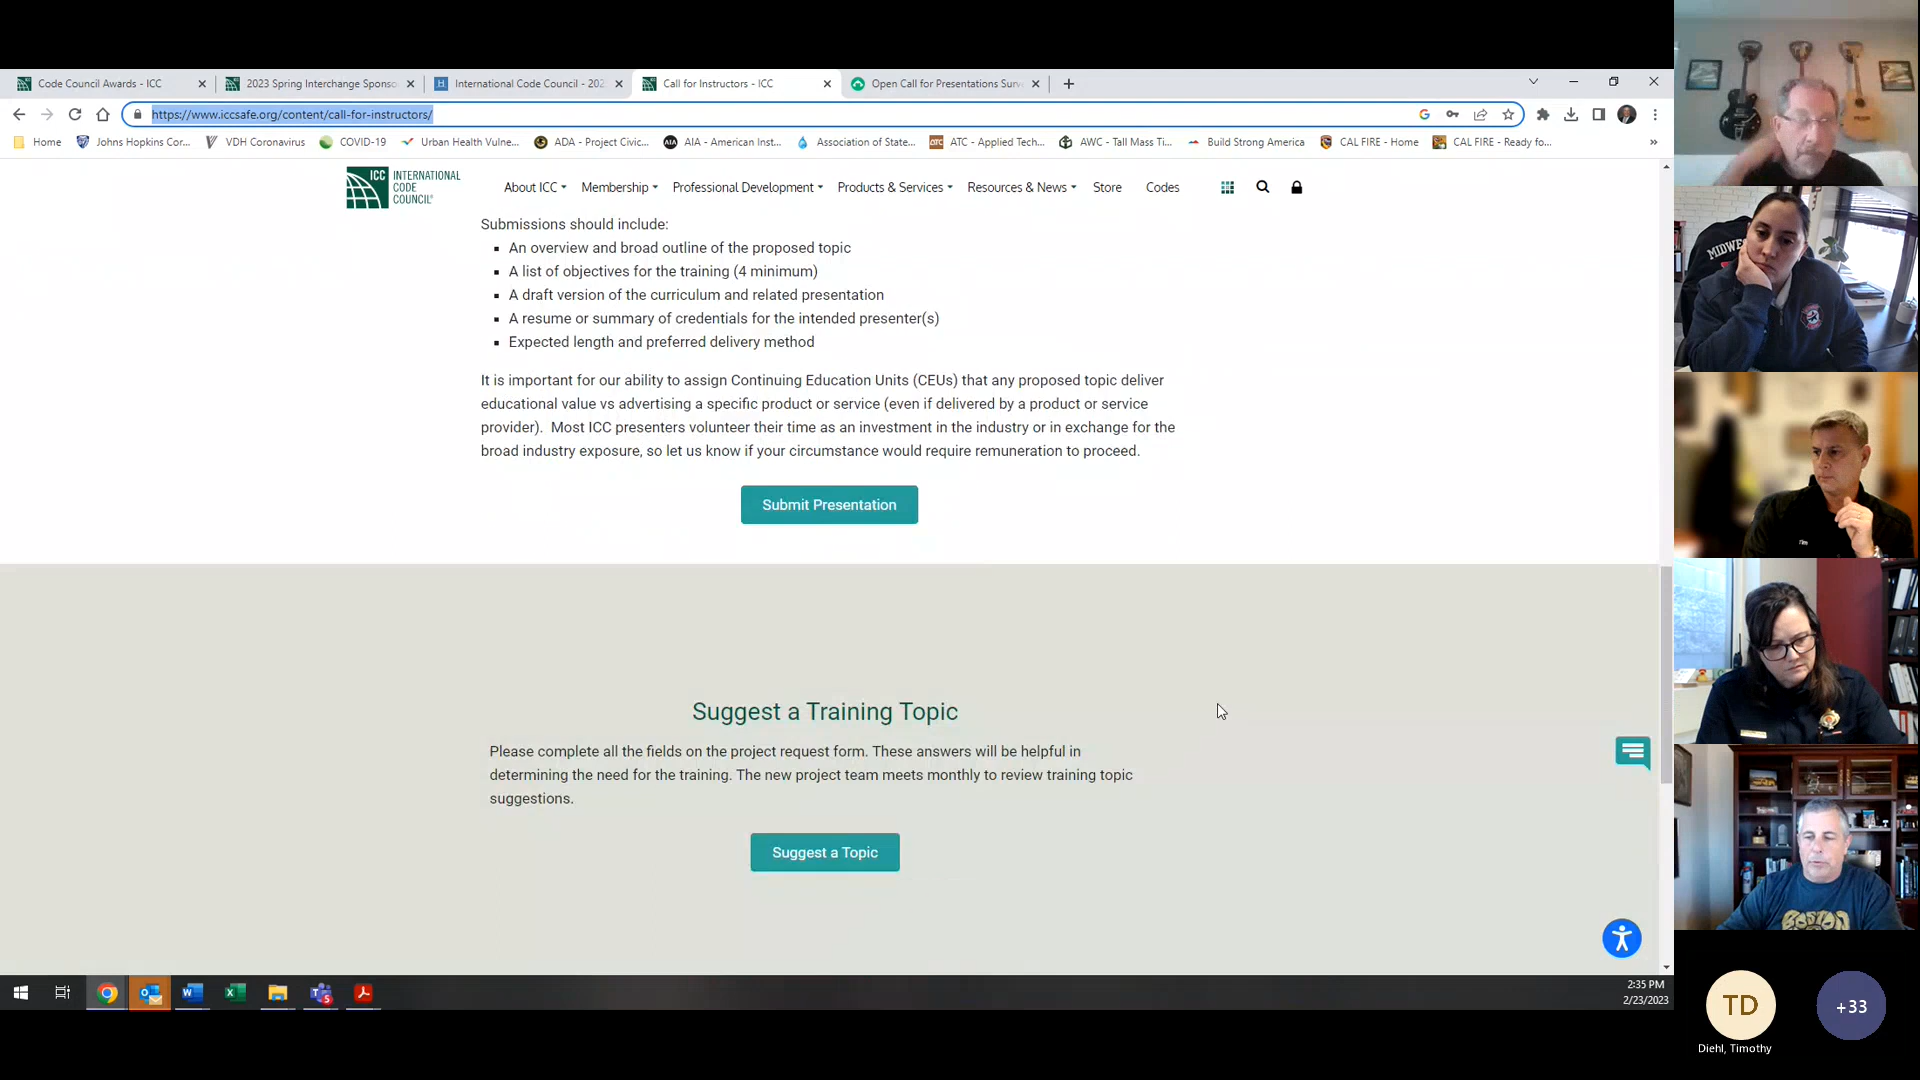 Code Council Awards - ICC
2023 Spring Interchange Sponso
International Code Council - 202
Call for Instructors - ICC
Open Call for Presentations Surv
https://www.iccsafe.org/content/call-for-instructors/
Home
Johns Hopkins Cor...
VDH Coronavirus
COVID-19
Urban Health Vulne...
ADA - Project Civic...
AIA - American Inst...
Association of State...
ATC - Applied Tech...
AWC - Tall Mass Ti...
Build Strong America
CAL FIRE - Home
CAL FIRE - Ready fo...
ICC INTERNATIONAL
CODE
COUNCIL
About ICC
Membership
Professional Development
Products & Services
Resources & News
Store
Codes
Submissions should include:
▪ An overview and broad outline of the proposed topic
▪ A list of objectives for the training (4 minimum)
▪ A draft version of the curriculum and related presentation
▪ A resume or summary of credentials for the intended presenter(s)
▪ Expected length and preferred delivery method
It is important for our ability to assign Continuing Education Units (CEUs) that any proposed topic deliver
educational value vs advertising a specific product or service (even if delivered by a product or service
provider). Most ICC presenters volunteer their time as an investment in the industry or in exchange for the
broad industry exposure, so let us know if your circumstance would require remuneration to proceed.
Submit Presentation
Suggest a Training Topic
Please complete all the fields on the project request form. These answers will be helpful in
determining the need for the training. The new project team meets monthly to review training topic
suggestions.
Suggest a Topic
2:35 PM
2/23/2023
MIDWES
BOSTON
TD
+33
Diehl, Timothy